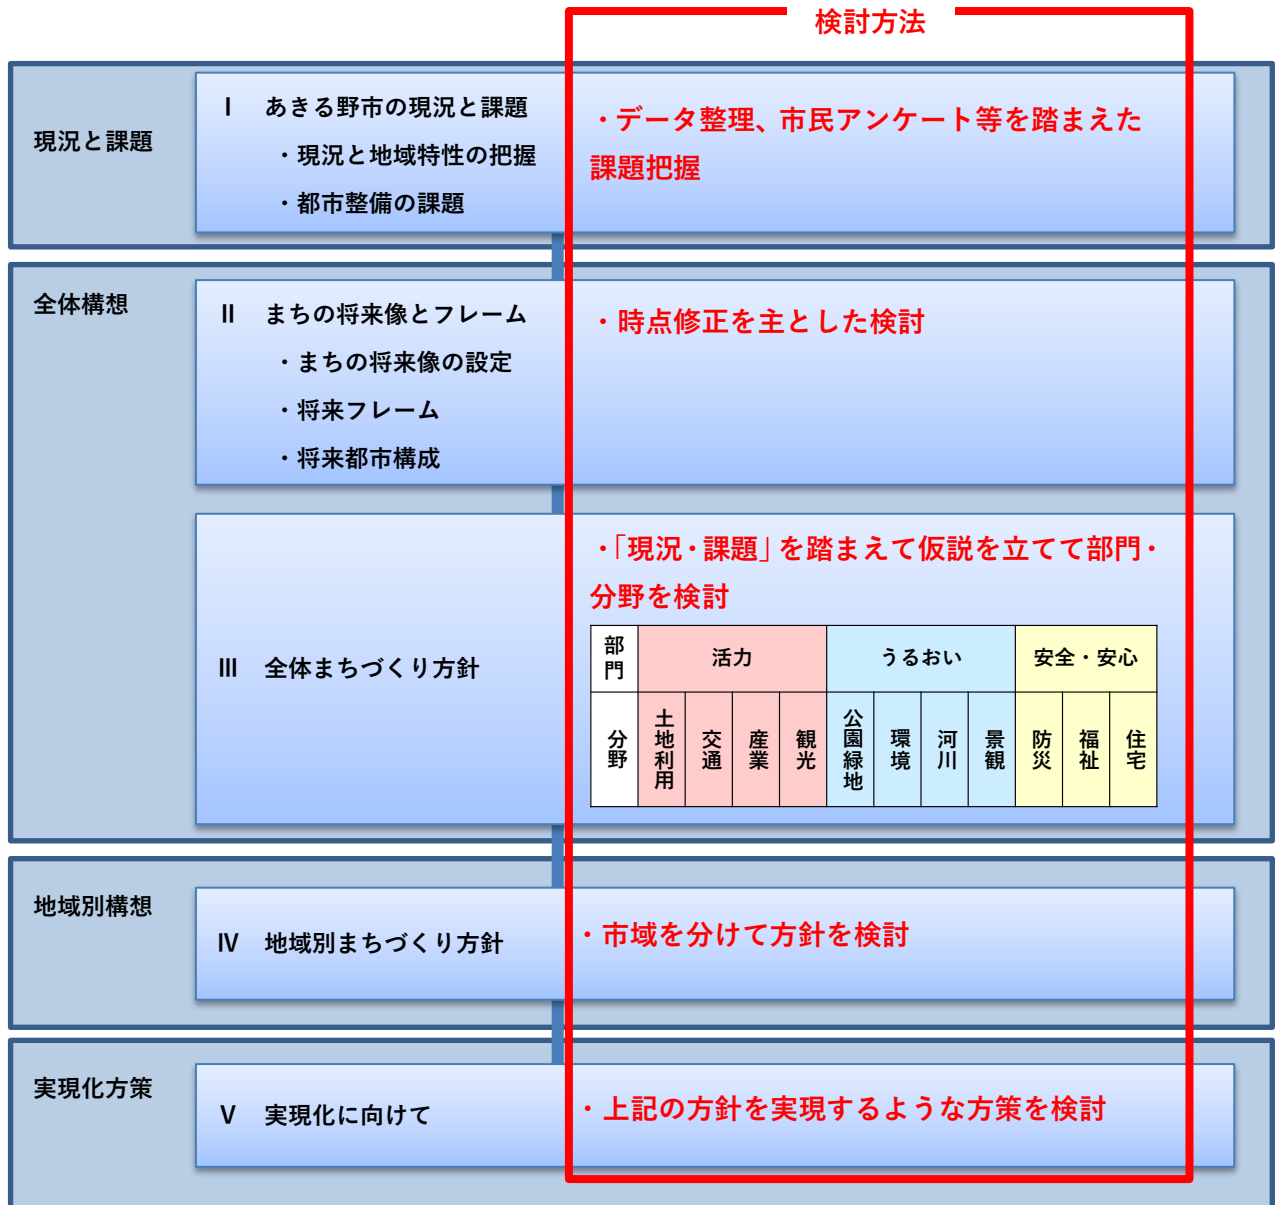 検討方法
現況と課題
Ⅰ あきる野市の現況と課題
・現況と地域特性の把握
・都市整備の課題
・データ整理、市民アンケート等を踏まえた
課題把握
全体構想
Ⅱ まちの将来像とフレーム
・まちの将来像の設定
・将来フレーム
・将来都市構成
・時点修正を主とした検討
Ⅲ 全体まちづくり方針
・「現況・課題」を踏まえて仮説を立てて部門・
分野を検討
部門 活力 うるおい 安全・安心
分野 土地利用 交通 産業 観光 公園緑地 環境 河川 景観 防災 福祉 住宅
地域別構想
Ⅳ 地域別まちづくり方針
・市域を分けて方針を検討
実現化方策
Ⅴ 実現化に向けて
・上記の方針を実現するような方策を検討